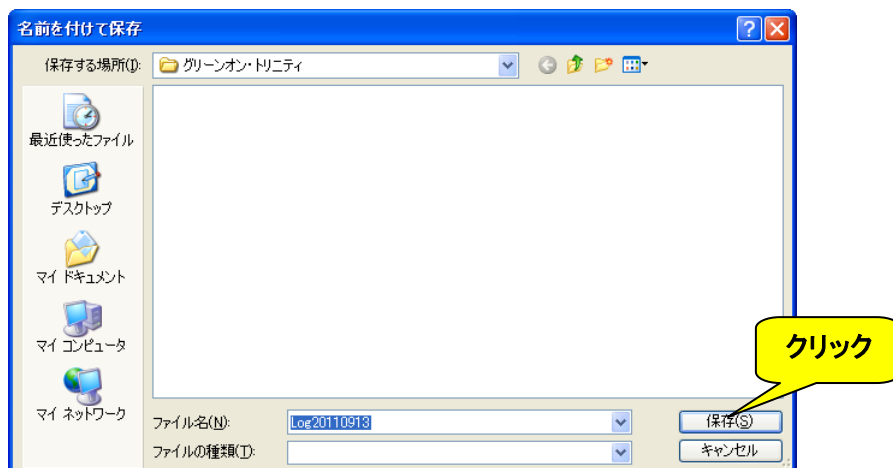 名前を付けて保存
保存する場所(I):
グリーンオン・トリニティ
最近使ったファイル
デスクトップ
マイ ドキュメント
マイ コンピュータ
マイ ネットワーク
クリック
ファイル名(N):
Log20110913
保存(S)
ファイルの種類(T):
キャンセル